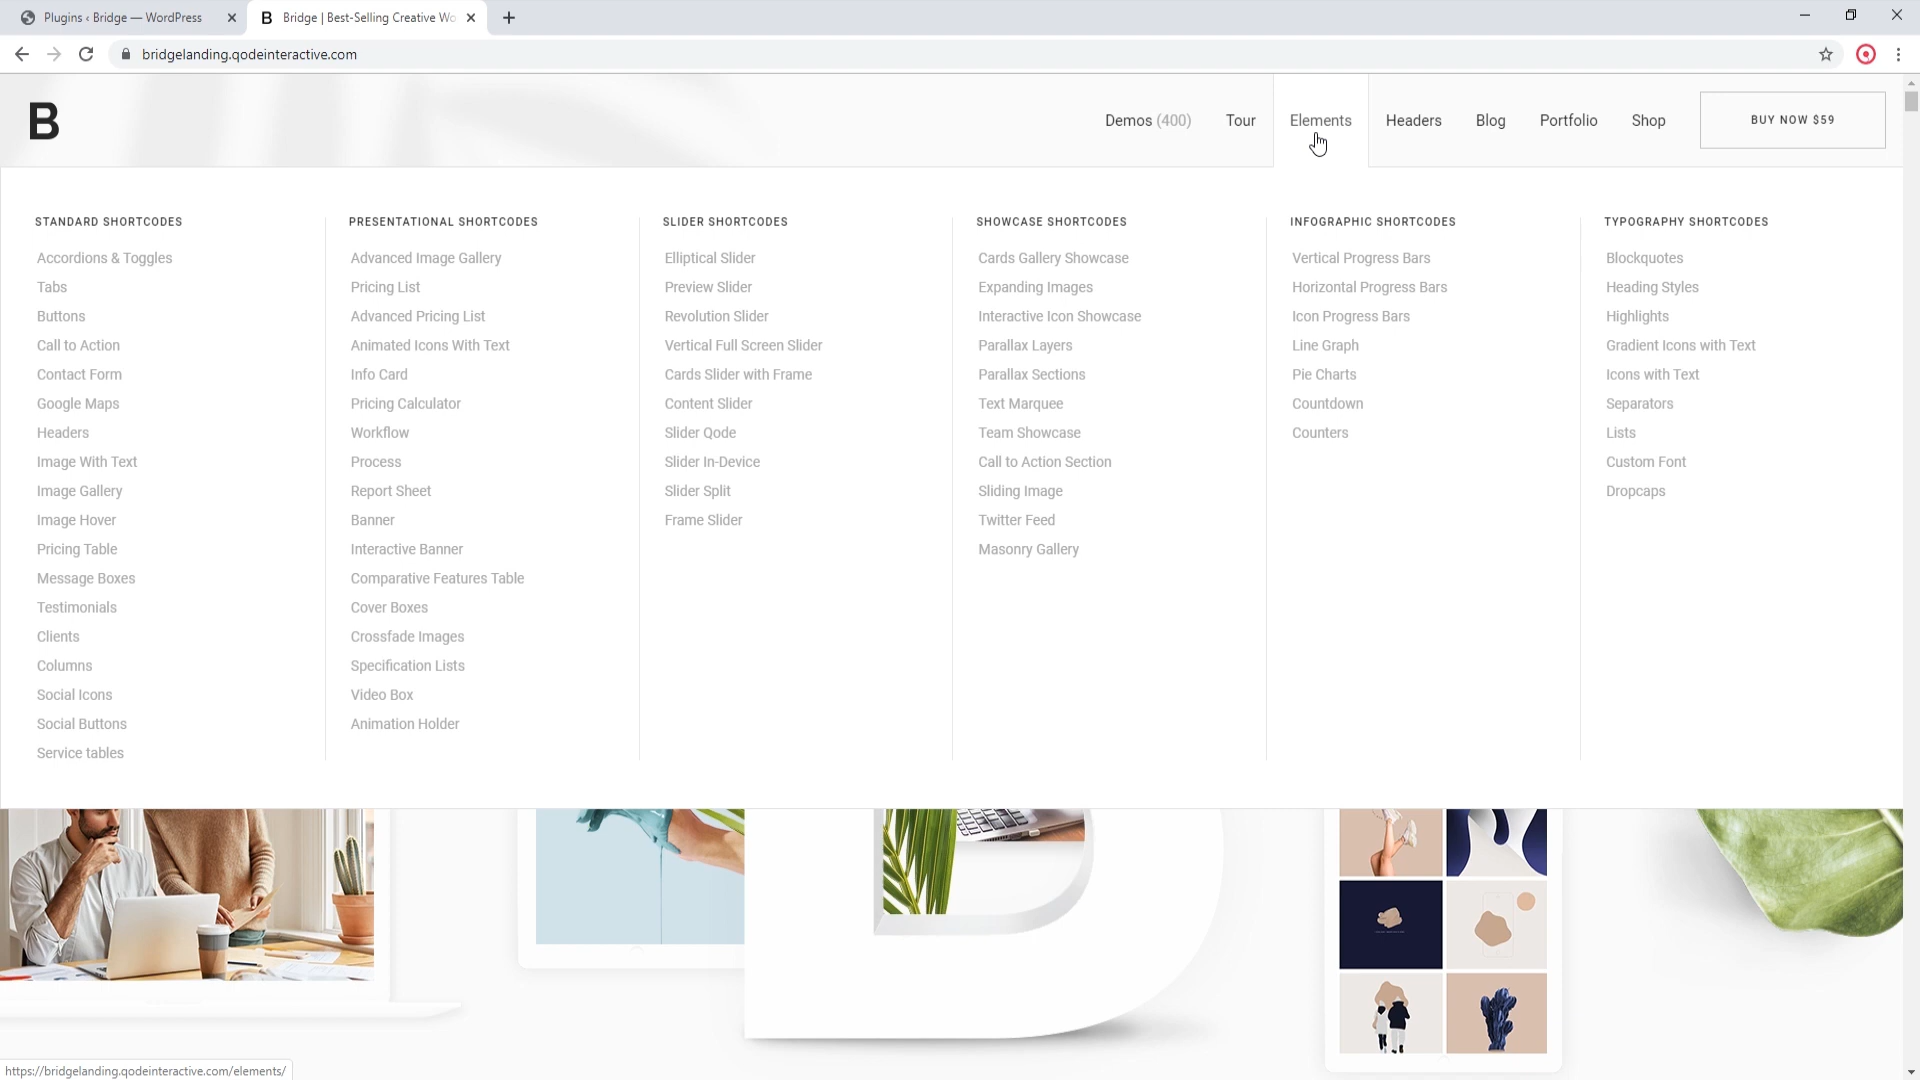 Plugins ‹ Bridge — WordPress
B Bridge | Best-Selling Creative Wo
bridgelanding.qodeinteractive.com
B
Demos (400)
Tour
Elements
Headers
Blog
Portfolio
Shop
BUY NOW $59
STANDARD SHORTCODES
Accordions & Toggles
Tabs
Buttons
Call to Action
Contact Form
Google Maps
Headers
Image With Text
Image Gallery
Image Hover
Pricing Table
Message Boxes
Testimonials
Clients
Columns
Social Icons
Social Buttons
Service tables
PRESENTATIONAL SHORTCODES
Advanced Image Gallery
Pricing List
Advanced Pricing List
Animated Icons With Text
Info Card
Pricing Calculator
Workflow
Process
Report Sheet
Banner
Interactive Banner
Comparative Features Table
Cover Boxes
Crossfade Images
Specification Lists
Video Box
Animation Holder
SLIDER SHORTCODES
Elliptical Slider
Preview Slider
Revolution Slider
Vertical Full Screen Slider
Cards Slider with Frame
Content Slider
Slider Qode
Slider In-Device
Slider Split
Frame Slider
SHOWCASE SHORTCODES
Cards Gallery Showcase
Expanding Images
Interactive Icon Showcase
Parallax Layers
Parallax Sections
Text Marquee
Team Showcase
Call to Action Section
Sliding Image
Twitter Feed
Masonry Gallery
INFOGRAPHIC SHORTCODES
Vertical Progress Bars
Horizontal Progress Bars
Icon Progress Bars
Line Graph
Pie Charts
Countdown
Counters
TYPOGRAPHY SHORTCODES
Blockquotes
Heading Styles
Highlights
Gradient Icons with Text
Icons with Text
Separators
Lists
Custom Font
Dropcaps
https://bridgelanding.qodeinteractive.com/elements/